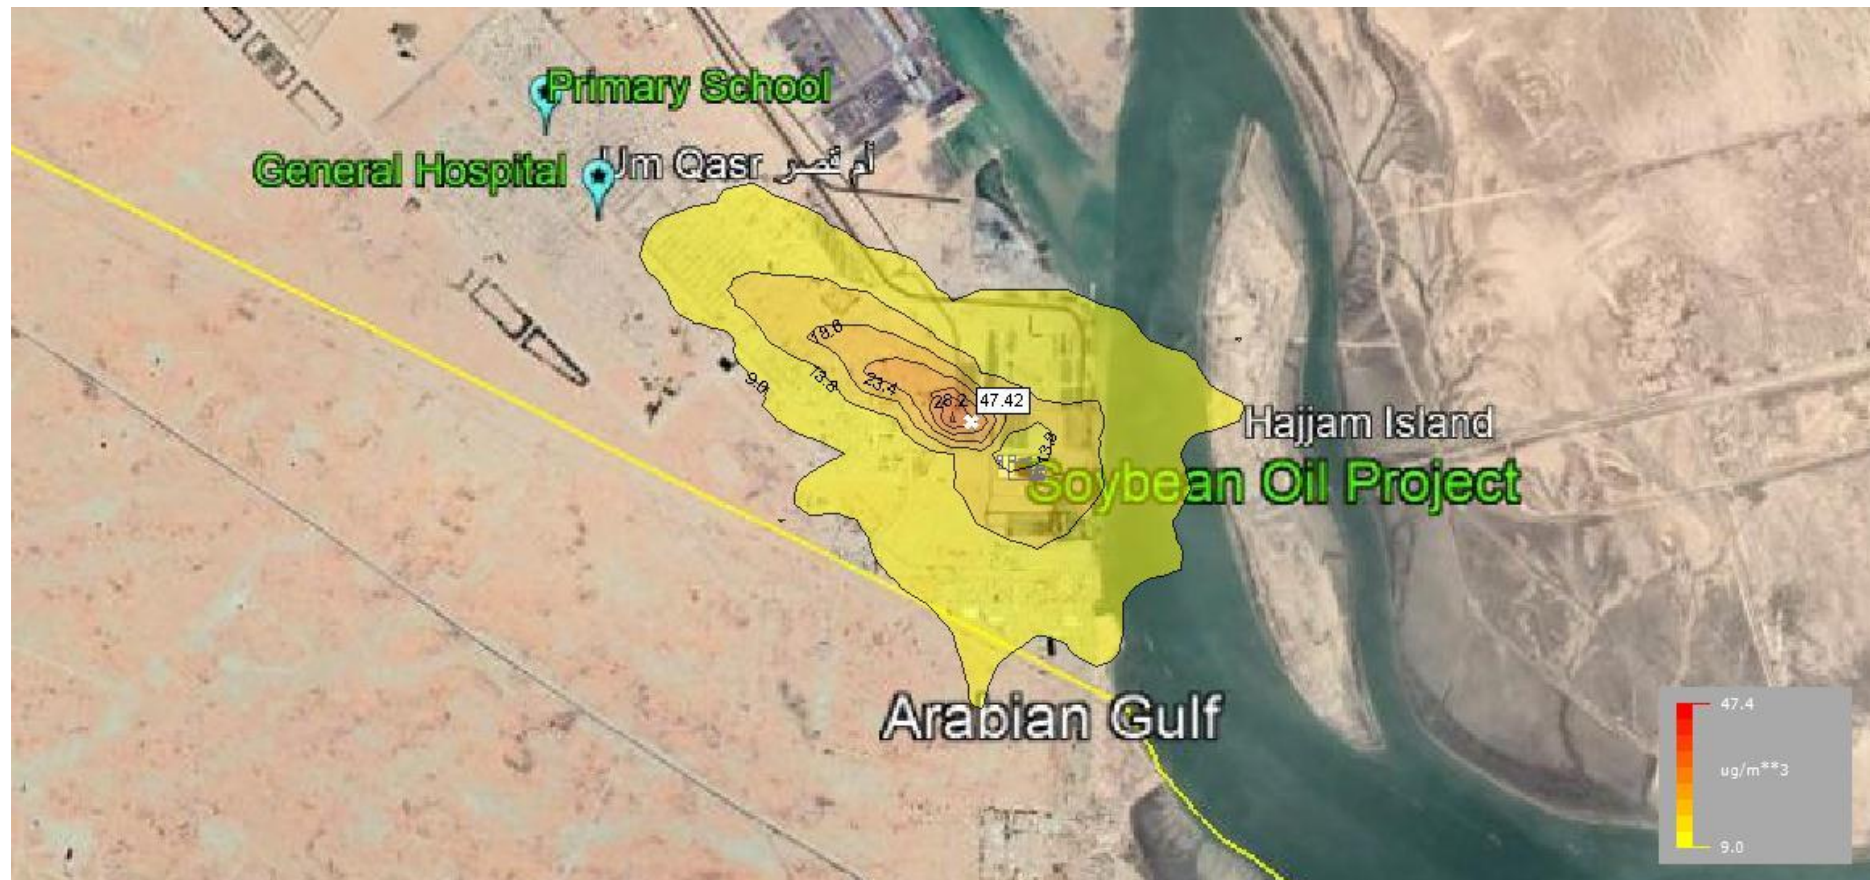 Primary School
General Hospital
Um Qasr أم قصر
18.6
9.0
13.8
23.4
28.2
47.42
13.8
Hajjam Island
Soybean Oil Project
Arabian Gulf
47.4
ug/m**3
9.0